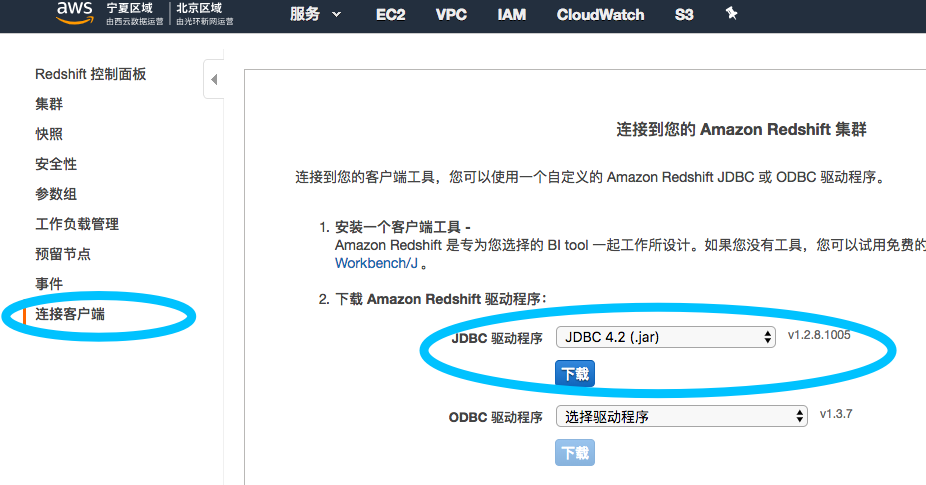 aws
宁夏区域
由西云数据运营
北京区域
由光环新网运营
服务
EC2
VPC
IAM
CloudWatch
S3
Redshift 控制面板
集群
快照
安全性
参数组
工作负载管理
预留节点
事件
连接客户端
连接到您的 Amazon Redshift 集群
连接到您的客户端工具，您可以使用一个自定义的 Amazon Redshift JDBC 或 ODBC 驱动程序。
1. 安装一个客户端工具 -
Amazon Redshift 是专为您选择的 BI tool 一起工作所设计。如果您没有工具，您可以试用免费的
Workbench/J 。
2. 下载 Amazon Redshift 驱动程序：
JDBC 驱动程序 JDBC 4.2 (.jar) v1.2.8.1005
下载
ODBC 驱动程序 选择驱动程序 v1.3.7
下载